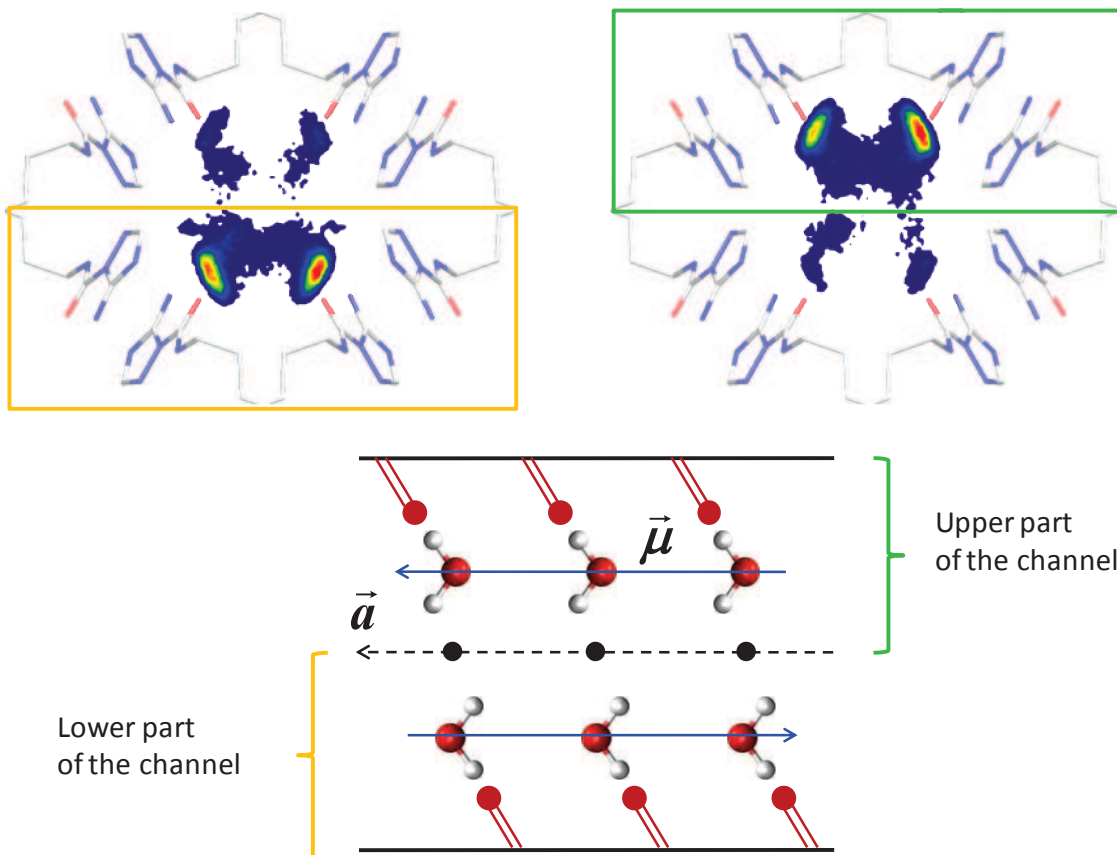 Upper part
of the channel
μ⃗
a⃗
Lower part
of the channel